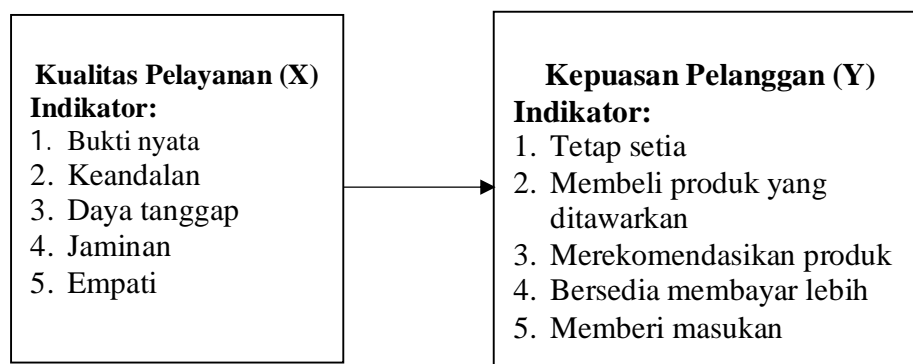 Kualitas Pelayanan (X)
Indikator:
1. Bukti nyata
2. Keandalan
3. Daya tanggap
4. Jaminan
5. Empati
Kepuasan Pelanggan (Y)
Indikator:
1. Tetap setia
2. Membeli produk yang
ditawarkan
3. Merekomendasikan produk
4. Bersedia membayar lebih
5. Memberi masukan